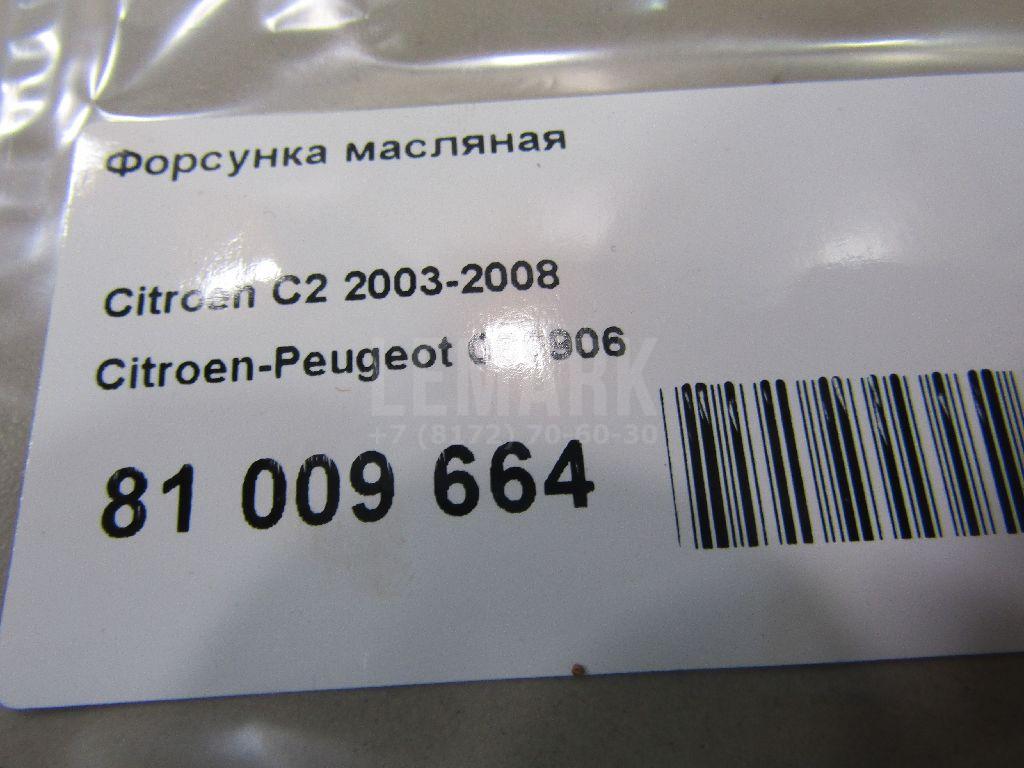 Форсунка масляная
Citroen C2 2003-2008
Citroen-Peugeot
81 009 664
LEMARK
+7 (8172) 70-60-30